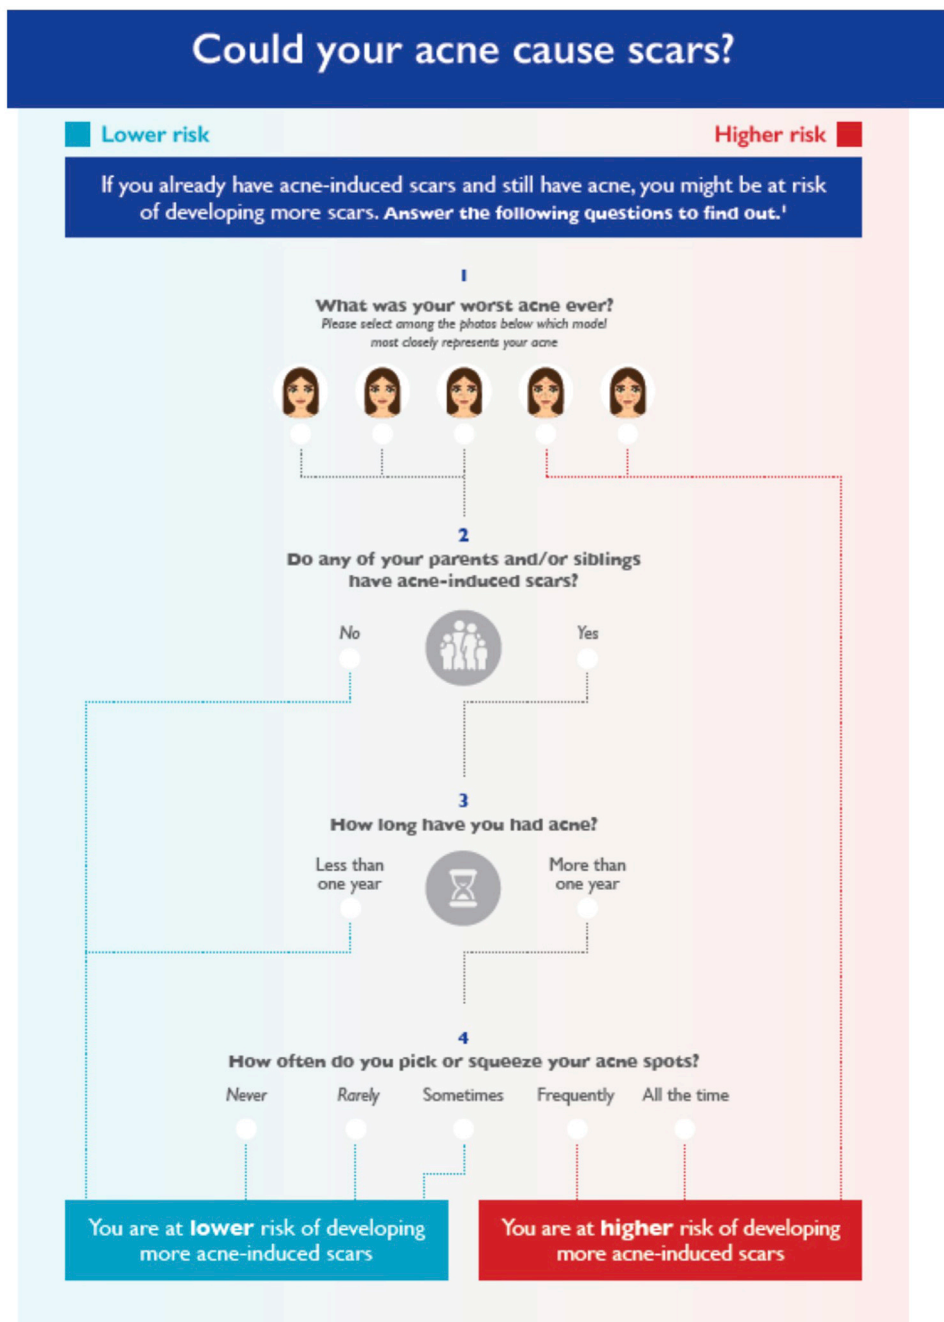 Could your acne cause scars?
Lower risk
Higher risk
If you already have acne-induced scars and still have acne, you might be at risk
of developing more scars. Answer the following questions to find out.¹
1
What was your worst acne ever?
Please select among the photos below which model
most closely represents your acne
2
Do any of your parents and/or siblings
have acne-induced scars?
No
Yes
3
How long have you had acne?
Less than
one year
More than
one year
4
How often do you pick or squeeze your acne spots?
Never
Rarely
Sometimes
Frequently
All the time
You are at lower risk of developing
more acne-induced scars
You are at higher risk of developing
more acne-induced scars